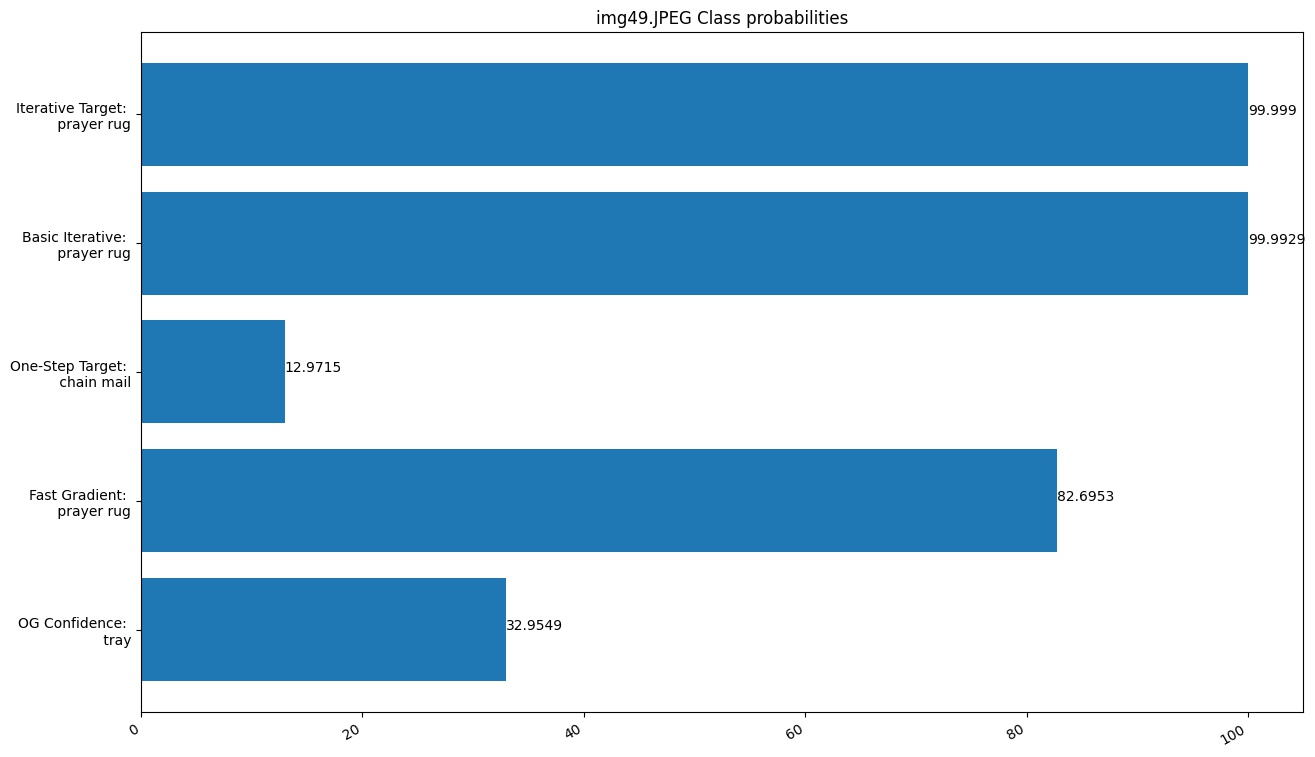 img49.JPEG Class probabilities
Iterative Target:
prayer rug
99.999
Basic Iterative:
prayer rug
99.9929
One-Step Target:
chain mail
12.9715
Fast Gradient:
prayer rug
82.6953
OG Confidence:
tray
32.9549
0
20
40
60
80
100